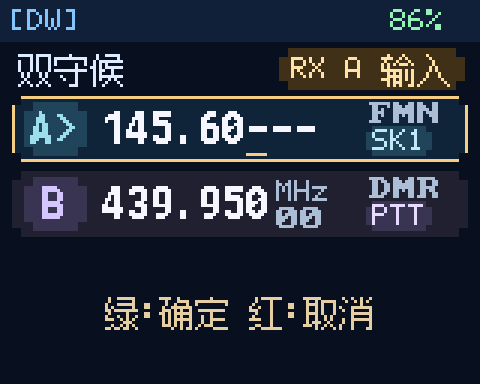 [DW] 86%
双守候 RX A 输入
A> 145.60--- FMN SK1
B 439.950 MHz 00 DMR PTT
绿:确定 红:取消